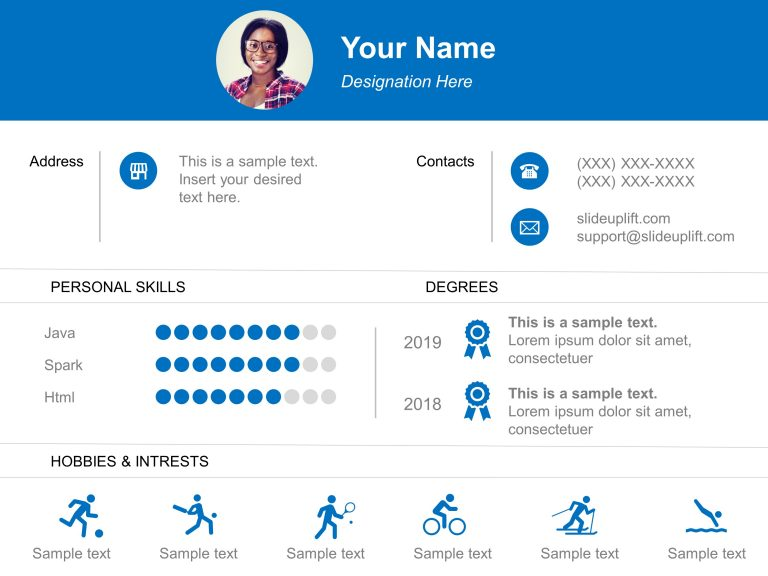 Your Name
Designation Here
Address
This is a sample text.
Insert your desired
text here.
Contacts
(XXX) XXX-XXXX
(XXX) XXX-XXXX
slideuplift.com
support@slideuplift.com
PERSONAL SKILLS
Java
Spark
Html
DEGREES
2019
This is a sample text.
Lorem ipsum dolor sit amet,
consectetuer
2018
This is a sample text.
Lorem ipsum dolor sit amet,
consectetuer
HOBBIES & INTRESTS
Sample text
Sample text
Sample text
Sample text
Sample text
Sample text